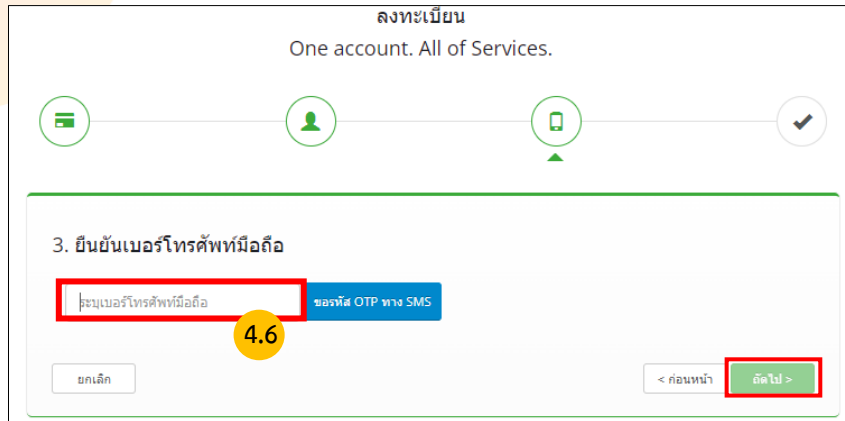 ลงทะเบียน
One account. All of Services.
3. ยืนยันเบอร์โทรศัพท์มือถือ
ระบุเบอร์โทรศัพท์มือถือ
ขอรหัส OTP ทาง SMS
4.6
ยกเลิก
< ก่อนหน้า
ถัดไป >